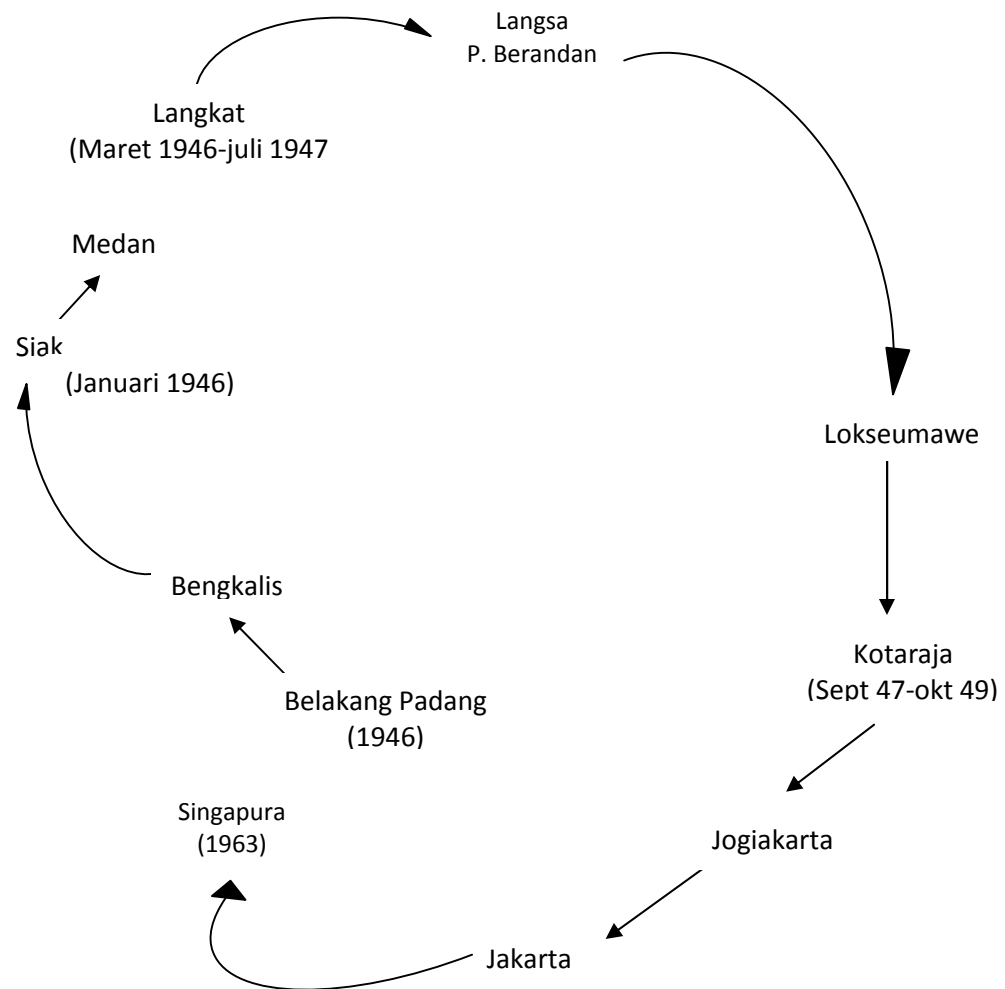 Langsa
P. Berandan
Langkat
(Maret 1946-juli 1947
Medan
Siak
(Januari 1946)
Lokseumawe
Bengkalis
Kotaraja
(Sept 47-okt 49)
Belakang Padang
(1946)
Singapura
(1963)
Jogiakarta
Jakarta